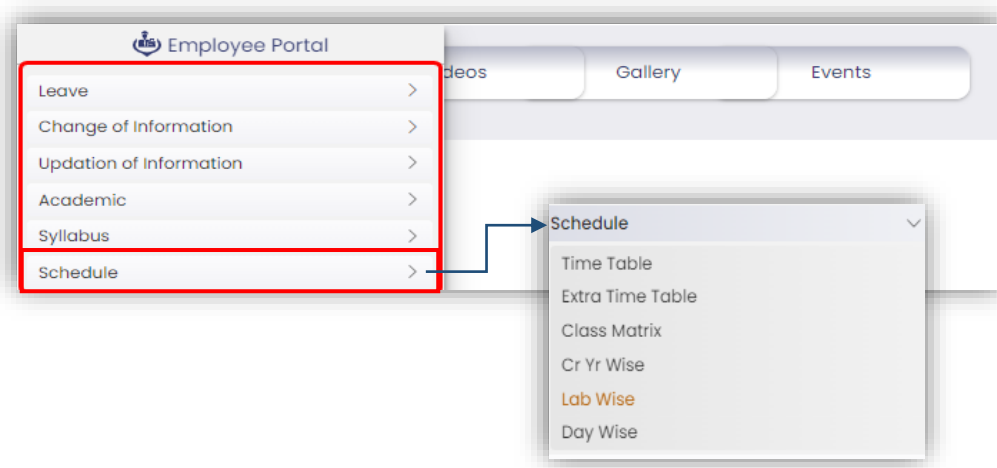 Employee Portal
deos
Gallery
Events
Leave
Change of Information
Updation of Information
Academic
Syllabus
Schedule
Schedule
Time Table
Extra Time Table
Class Matrix
Cr Yr Wise
Lab Wise
Day Wise